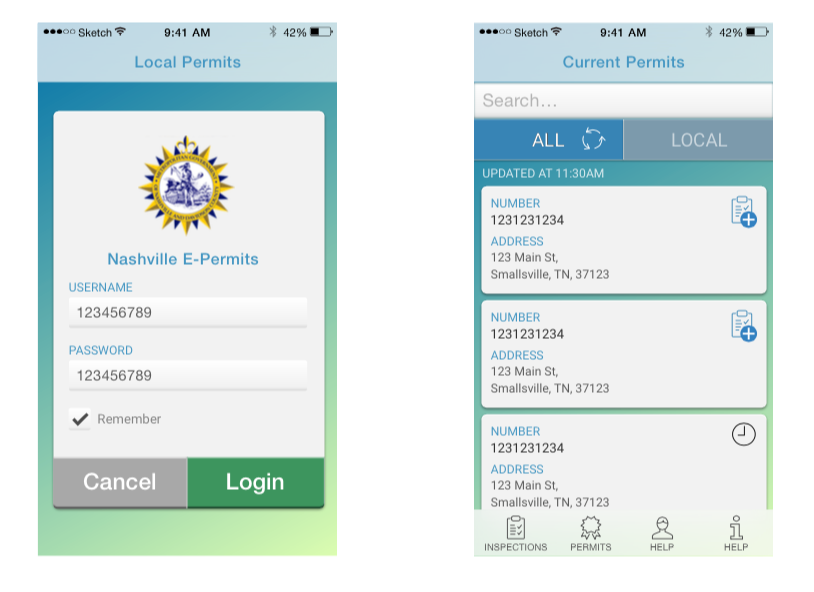 Sketch 9:41 AM 42%
Local Permits
Nashville E-Permits
USERNAME
123456789
PASSWORD
123456789
Remember
Cancel Login
Sketch 9:41 AM 42%
Current Permits
Search...
ALL LOCAL
UPDATED AT 11:30AM
NUMBER
1231231234
ADDRESS
123 Main St,
Smallsville, TN, 37123
NUMBER
1231231234
ADDRESS
123 Main St,
Smallsville, TN, 37123
NUMBER
1231231234
ADDRESS
123 Main St,
Smallsville, TN, 37123
INSPECTIONS PERMITS HELP HELP